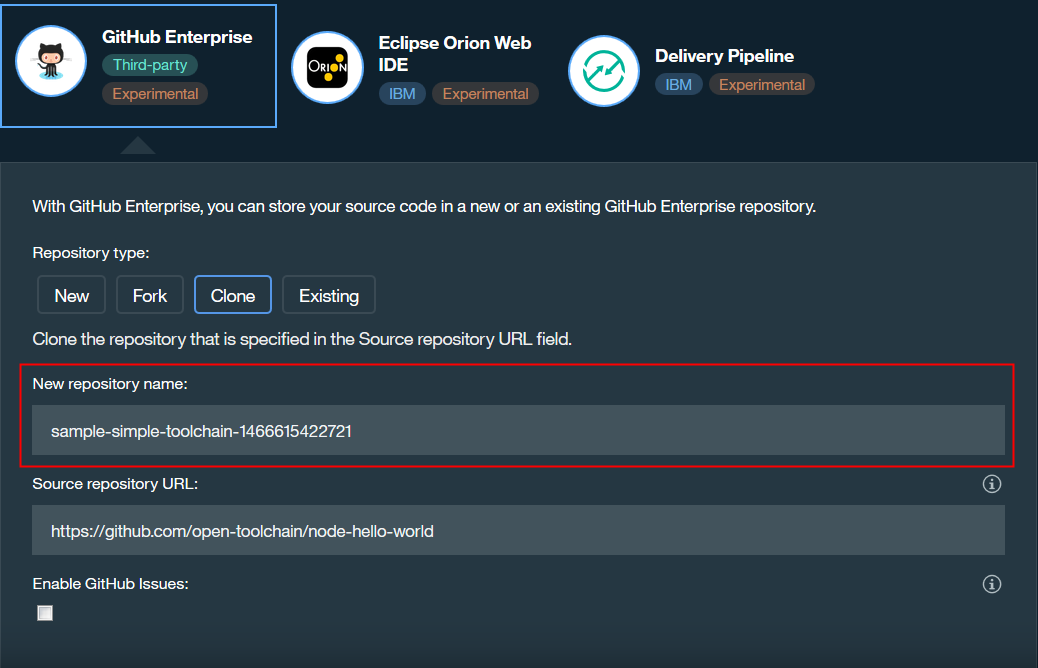 GitHub Enterprise
Third-party
Experimental
ORION
Eclipse Orion Web
IDE
IBM
Experimental
Delivery Pipeline
IBM
Experimental
With GitHub Enterprise, you can store your source code in a new or an existing GitHub Enterprise repository.
Repository type:
New
Fork
Clone
Existing
Clone the repository that is specified in the Source repository URL field.
New repository name:
sample-simple-toolchain-1466615422721
Source repository URL:
i
https://github.com/open-toolchain/node-hello-world
Enable GitHub Issues:
i